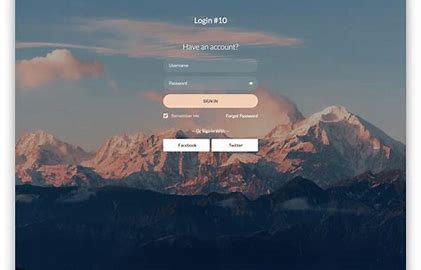 Login #10
Have an account?
Username
Password
SIGN IN
Remember Me Forgot Password
— Or Sign In With —
Facebook Twitter